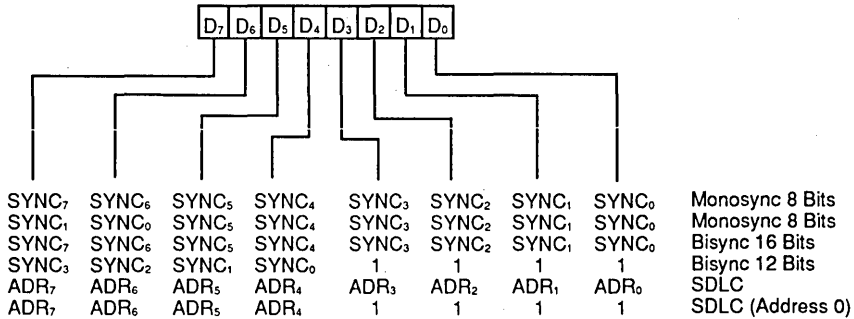 D₇ D₆ D₅ D₄ D₃ D₂ D₁ D₀
SYNC₇ SYNC₆ SYNC₅ SYNC₄ SYNC₃ SYNC₂ SYNC₁ SYNC₀ Monosync 8 Bits
SYNC₁ SYNC₀ SYNC₅ SYNC₄ SYNC₃ SYNC₂ SYNC₁ SYNC₀ Monosync 8 Bits
SYNC₇ SYNC₆ SYNC₅ SYNC₄ SYNC₃ SYNC₂ SYNC₁ SYNC₀ Bisync 16 Bits
SYNC₃ SYNC₂ SYNC₁ SYNC₀ 1 1 1 1 Bisync 12 Bits
ADR₇ ADR₆ ADR₅ ADR₄ ADR₃ ADR₂ ADR₁ ADR₀ SDLC
ADR₇ ADR₆ ADR₅ ADR₄ 1 1 1 1 SDLC (Address 0)